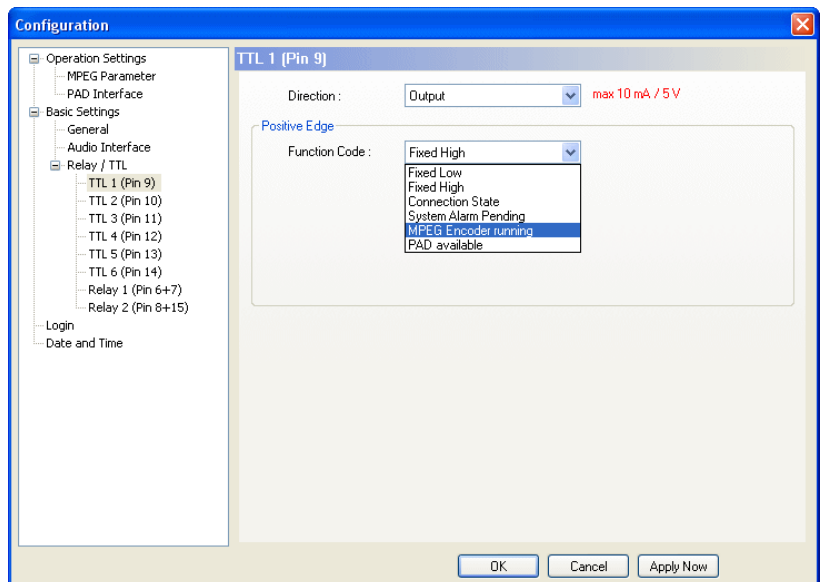 Configuration
Operation Settings
MPEG Parameter
PAD Interface
Basic Settings
General
Audio Interface
Relay / TTL
TTL 1 (Pin 9)
TTL 2 (Pin 10)
TTL 3 (Pin 11)
TTL 4 (Pin 12)
TTL 5 (Pin 13)
TTL 6 (Pin 14)
Relay 1 (Pin 6+7)
Relay 2 (Pin 8+15)
Login
Date and Time
TTL 1 (Pin 9)
Direction : Output max 10 mA / 5 V
Positive Edge
Function Code : Fixed High
Fixed Low
Fixed High
Connection State
System Alarm Pending
MPEG Encoder running
PAD available
OK Cancel Apply Now